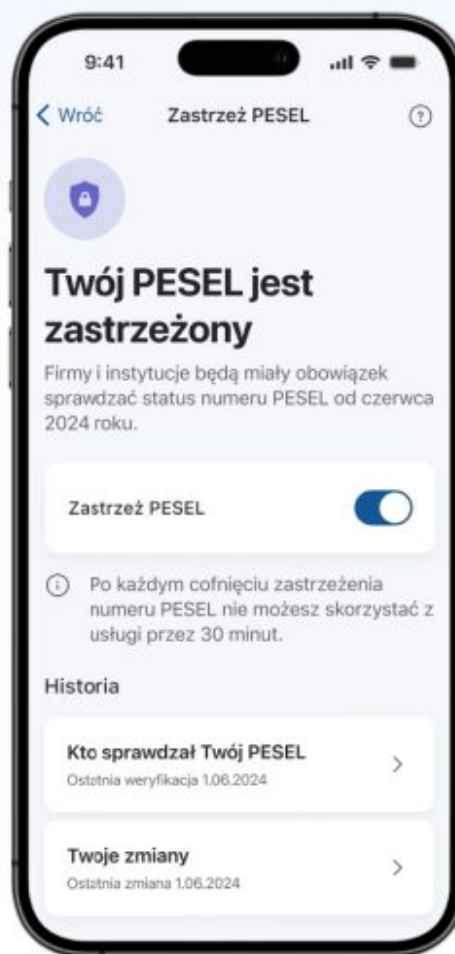 9:41
Wróć
Zastrzeż PESEL
Twój PESEL jest
zastrzeżony
Firmy i instytucje będą miały obowiązek
sprawdzać status numeru PESEL od czerwca
2024 roku.
Zastrzeż PESEL
Po każdym cofnięciu zastrzeżenia
numeru PESEL nie możesz skorzystać z
usługi przez 30 minut.
Historia
Kto sprawdzał Twój PESEL
Ostatnia weryfikacja 1.06.2024
Twoje zmiany
Ostatnia zmiana 1.06.2024